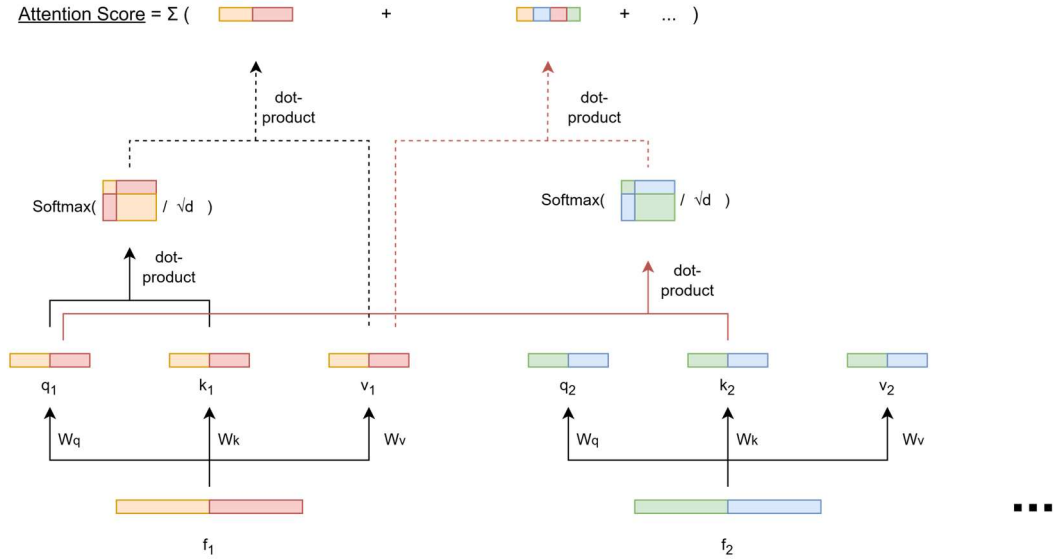 Attention Score = Σ ( + + ... )
dot-
product
dot-
product
Softmax( / √d )
Softmax( / √d )
dot-
product
dot-
product
q₁ k₁ v₁ q₂ k₂ v₂
Wq Wk Wv Wq Wk Wv
f₁ f₂
...